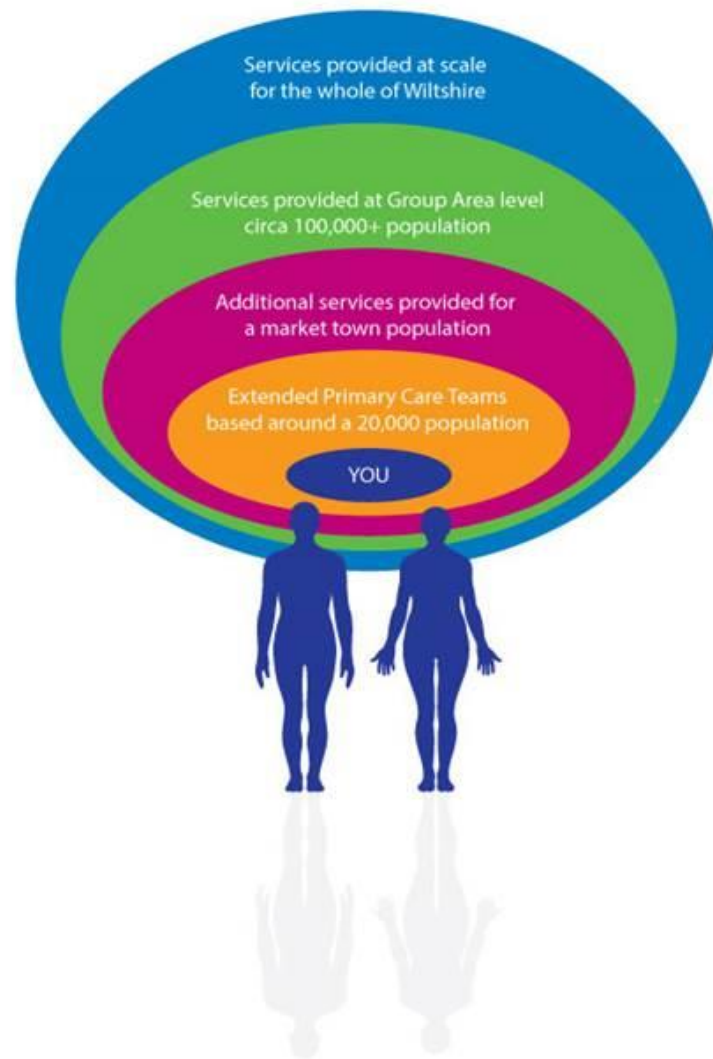 Services provided at scale
for the whole of Wiltshire
Services provided at Group Area level
circa 100,000+ population
Additional services provided for
a market town population
Extended Primary Care Teams
based around a 20,000 population
YOU